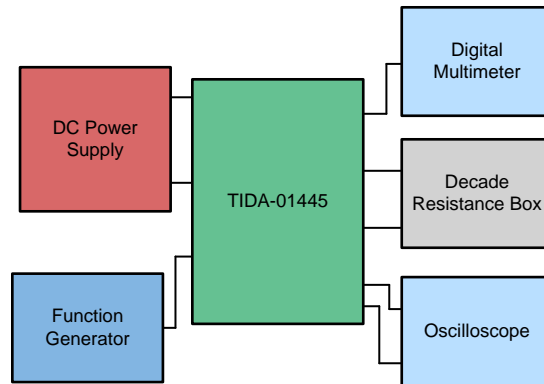 DC Power
Supply
TIDA-01445
Digital
Multimeter
Decade
Resistance Box
Function
Generator
Oscilloscope